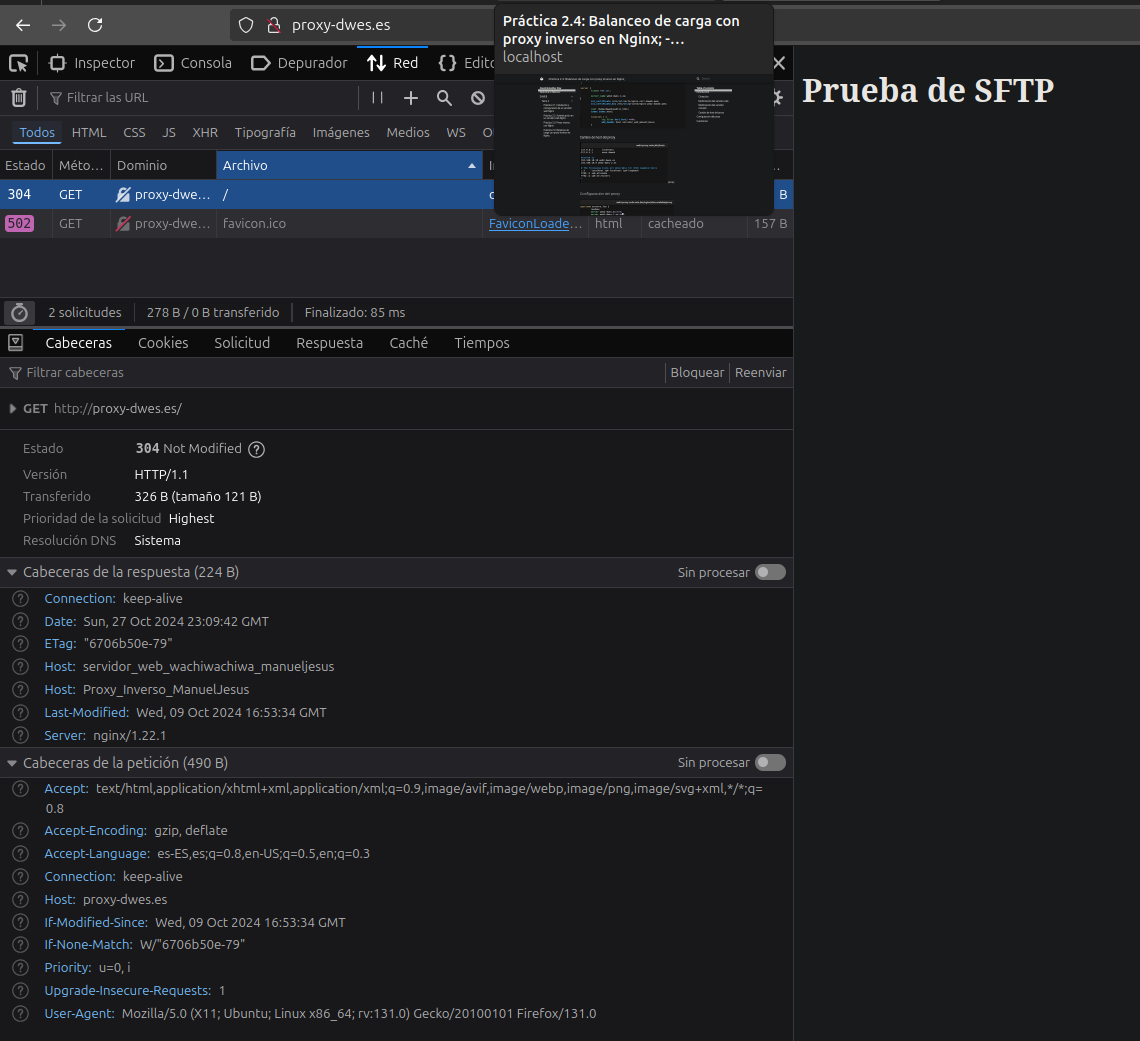 proxy-dwes.es
Práctica 2.4: Balanceo de carga con
proxy inverso en Nginx; -…
localhost
Inspector Consola Depurador Red {} Edito
Filtrar las URL
Todos HTML CSS JS XHR Tipografía Imágenes Medios WS O
Estado Méto… Dominio Archivo In
304 GET proxy-dwe… / B
502 GET proxy-dwe… favicon.ico FaviconLoade… html cacheado 157 B
2 solicitudes 278 B / 0 B transferido Finalizado: 85 ms
Cabeceras Cookies Solicitud Respuesta Caché Tiempos
Filtrar cabeceras Bloquear Reenviar
GET http://proxy-dwes.es/
Estado 304 Not Modified
Versión HTTP/1.1
Transferido 326 B (tamaño 121 B)
Prioridad de la solicitud Highest
Resolución DNS Sistema
Cabeceras de la respuesta (224 B) Sin procesar
Connection: keep-alive
Date: Sun, 27 Oct 2024 23:09:42 GMT
ETag: "6706b50e-79"
Host: servidor_web_wachiwachiwa_manueljesus
Host: Proxy_Inverso_ManuelJesus
Last-Modified: Wed, 09 Oct 2024 16:53:34 GMT
Server: nginx/1.22.1
Cabeceras de la petición (490 B) Sin procesar
Accept: text/html,application/xhtml+xml,application/xml;q=0.9,image/avif,image/webp,image/png,image/svg+xml,*/*;q=
0.8
Accept-Encoding: gzip, deflate
Accept-Language: es-ES,es;q=0.8,en-US;q=0.5,en;q=0.3
Connection: keep-alive
Host: proxy-dwes.es
If-Modified-Since: Wed, 09 Oct 2024 16:53:34 GMT
If-None-Match: W/"6706b50e-79"
Priority: u=0, i
Upgrade-Insecure-Requests: 1
User-Agent: Mozilla/5.0 (X11; Ubuntu; Linux x86_64; rv:131.0) Gecko/20100101 Firefox/131.0
Prueba de SFTP